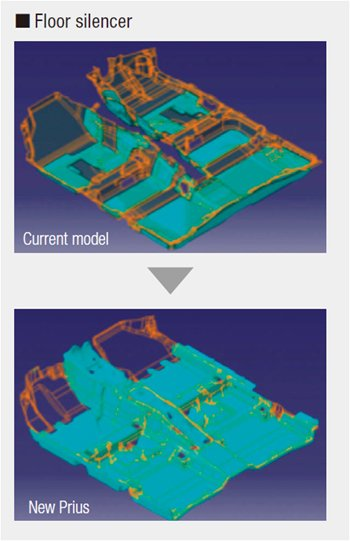 ■ Floor silencer
Current model
New Prius